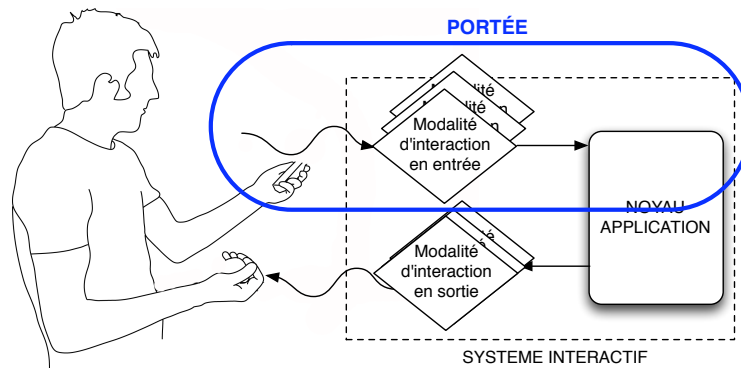 PORTÉE
Modalité
d'interaction
en entrée
NOYAU
APPLICATION
Modalité
d'interaction
en sortie
SYSTEME INTERACTIF